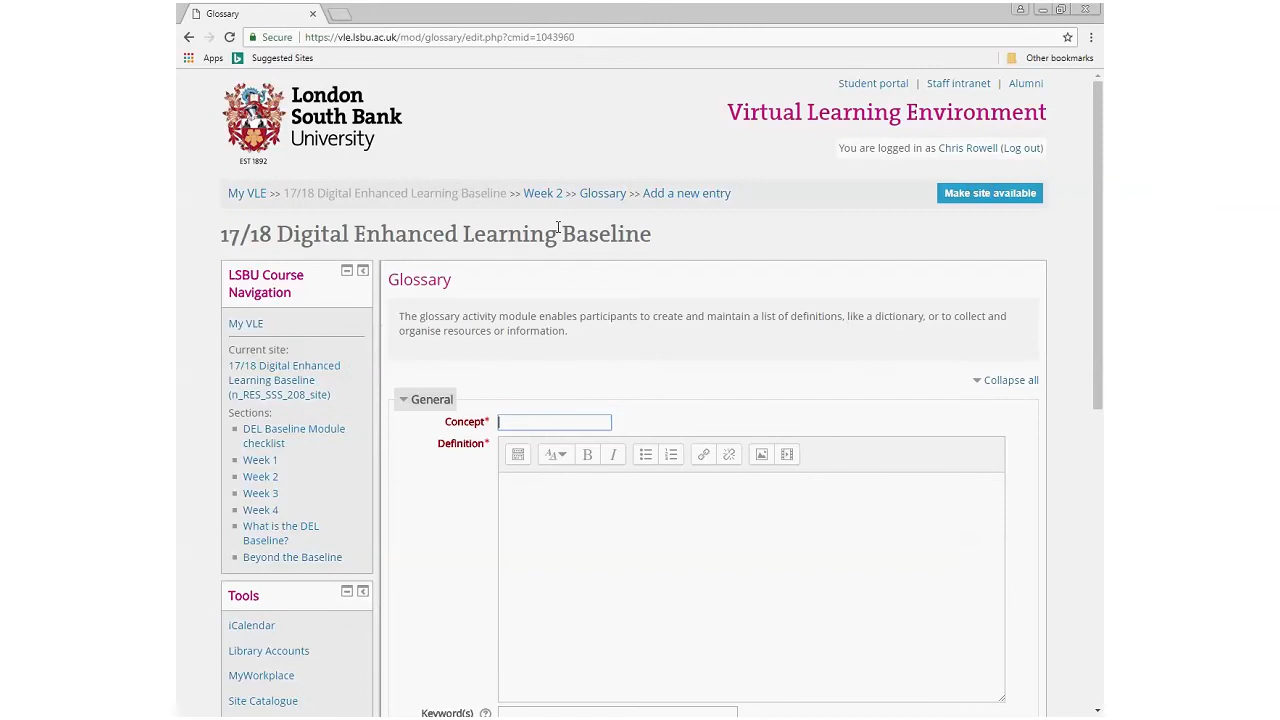 Glossary
Secure https://vle.lsbu.ac.uk/mod/glossary/edit.php?cmid=1043960
Apps Suggested Sites Other bookmarks
Student portal | Staff intranet | Alumni
London
South Bank
University
EST 1892
Virtual Learning Environment
You are logged in as Chris Rowell (Log out)
My VLE >> 17/18 Digital Enhanced Learning Baseline >> Week 2 >> Glossary >> Add a new entry
Make site available
17/18 Digital Enhanced Learning Baseline
LSBU Course
Navigation
My VLE
Current site:
17/18 Digital Enhanced
Learning Baseline
(n_RES_SSS_208_site)
Sections:
DEL Baseline Module
checklist
Week 1
Week 2
Week 3
Week 4
What is the DEL
Baseline?
Beyond the Baseline
Tools
iCalendar
Library Accounts
MyWorkplace
Site Catalogue
Glossary
The glossary activity module enables participants to create and maintain a list of definitions, like a dictionary, or to collect and
organise resources or information.
Collapse all
General
Concept*
Definition*
B I
Keyword(s)